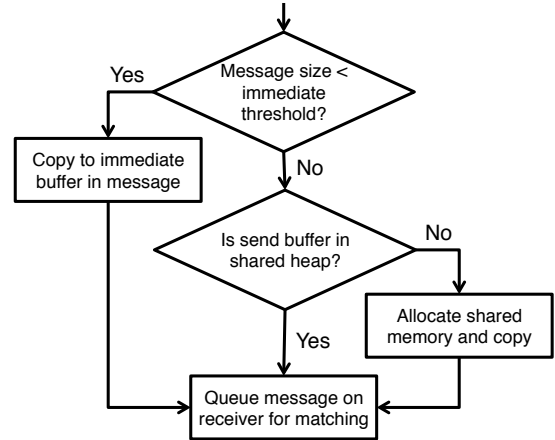 Message size <
immediate
threshold?
Yes
Copy to immediate
buffer in message
No
Is send buffer in
shared heap?
No
Allocate shared
memory and copy
Yes
Queue message on
receiver for matching